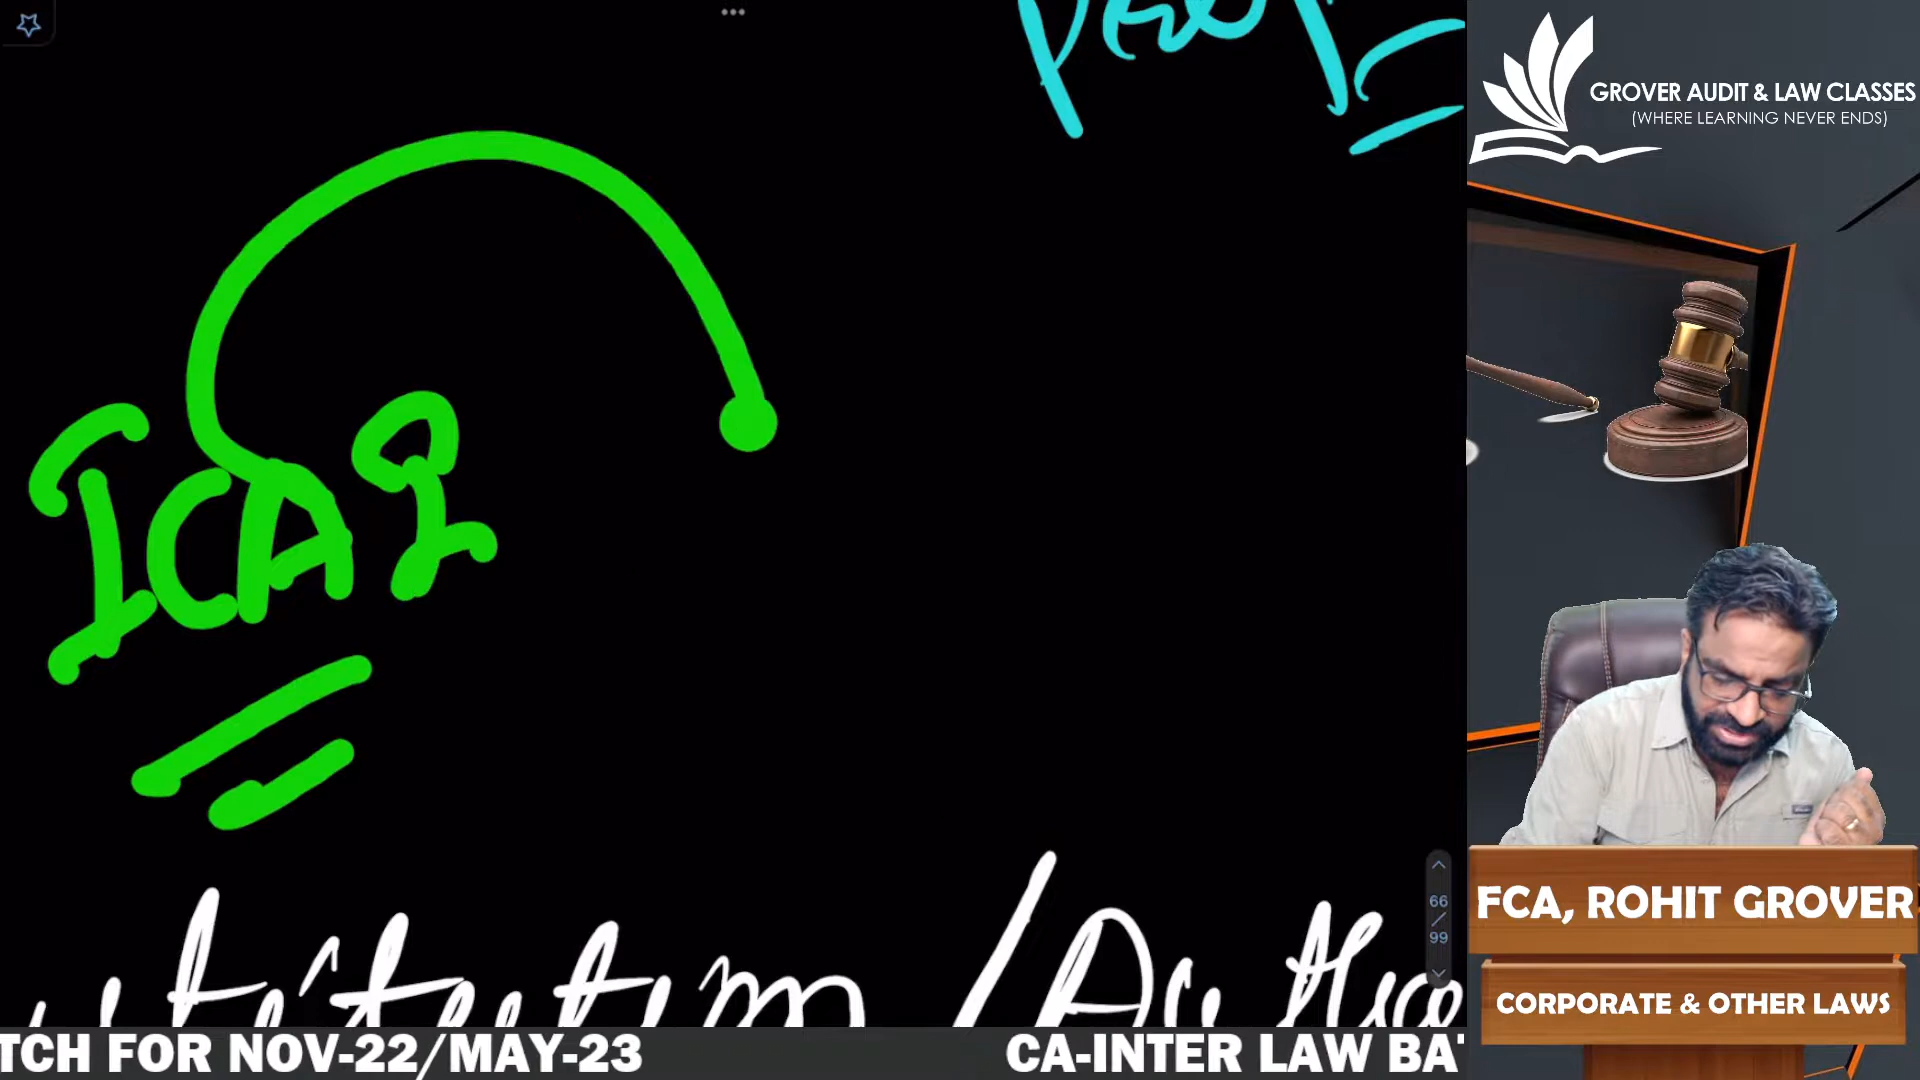 GROVER AUDIT & LAW CLASSES
(WHERE LEARNING NEVER ENDS)
ICAI
66
99
FCA, ROHIT GROVER
CORPORATE & OTHER LAWS
TCH FOR NOV-22/MAY-23
CA-INTER LAW BA